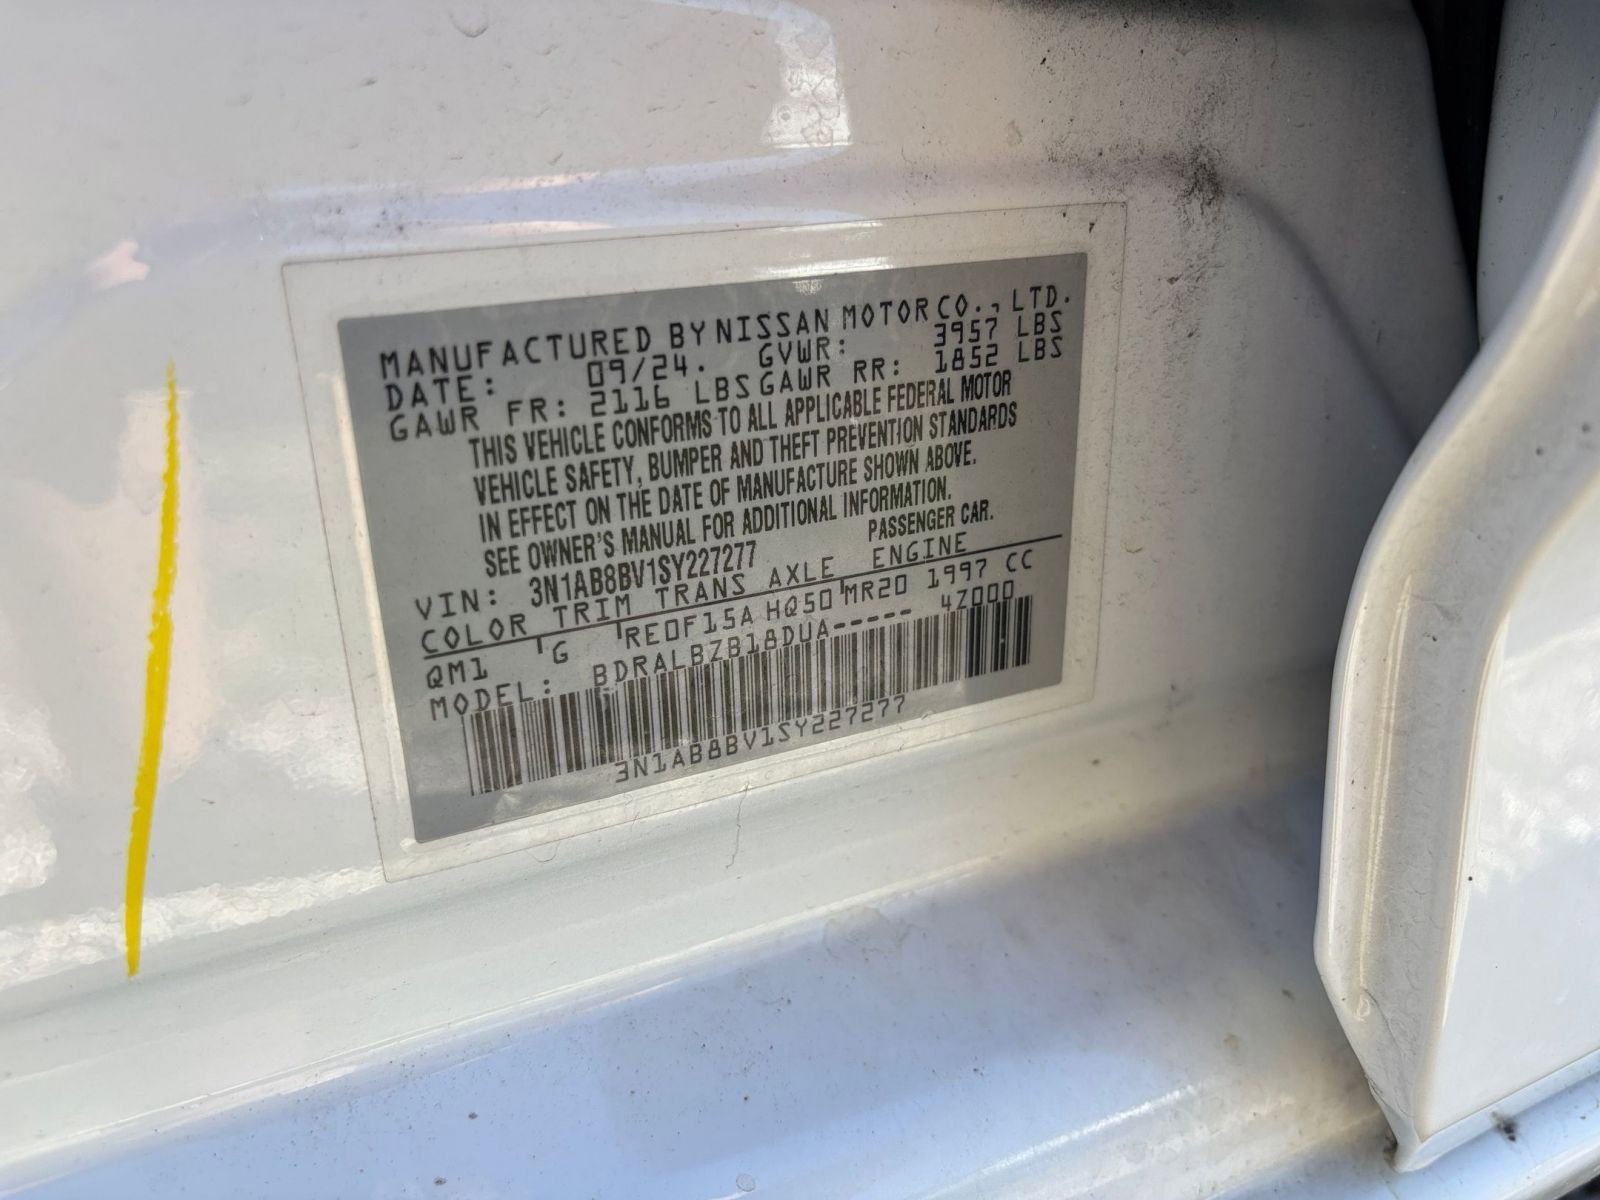 MANUFACTURED BY NISSAN MOTOR CO., LTD.
DATE: 09/24. GVWR: 3957 LBS
GAWR FR: 2116 LBS GAWR RR: 1852 LBS
THIS VEHICLE CONFORMS TO ALL APPLICABLE FEDERAL MOTOR
VEHICLE SAFETY, BUMPER AND THEFT PREVENTION STANDARDS
IN EFFECT ON THE DATE OF MANUFACTURE SHOWN ABOVE.
SEE OWNER'S MANUAL FOR ADDITIONAL INFORMATION.
VIN: 3N1AB8BV1SY227277 PASSENGER CAR.
COLOR TRIM TRANS AXLE ENGINE
QM1 G RE0F15A HQ50 MR20 1997 CC
MODEL: BDRALBZB18DUA----- 4Z000
3N1AB8BV1SY227277